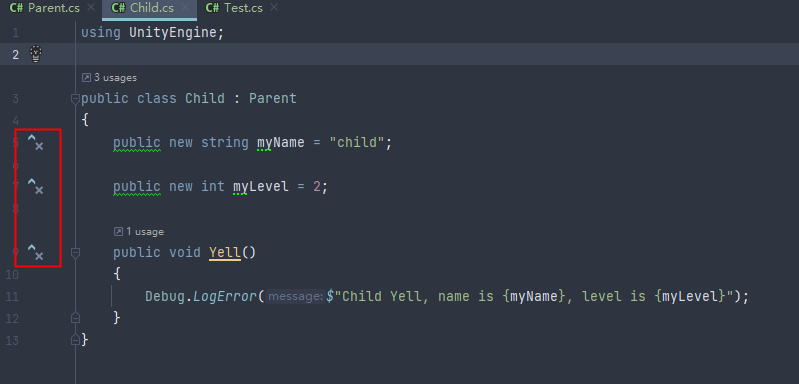 C# Parent.cs × C# Child.cs × C# Test.cs ×
1 using UnityEngine;
2
3 usages
3 public class Child : Parent
4 {
5 public new string myName = "child";
6
7 public new int myLevel = 2;
8
1 usage
9 public void Yell()
10 {
11 Debug.LogError(message:$"Child Yell, name is {myName}, level is {myLevel}");
12 }
13 }